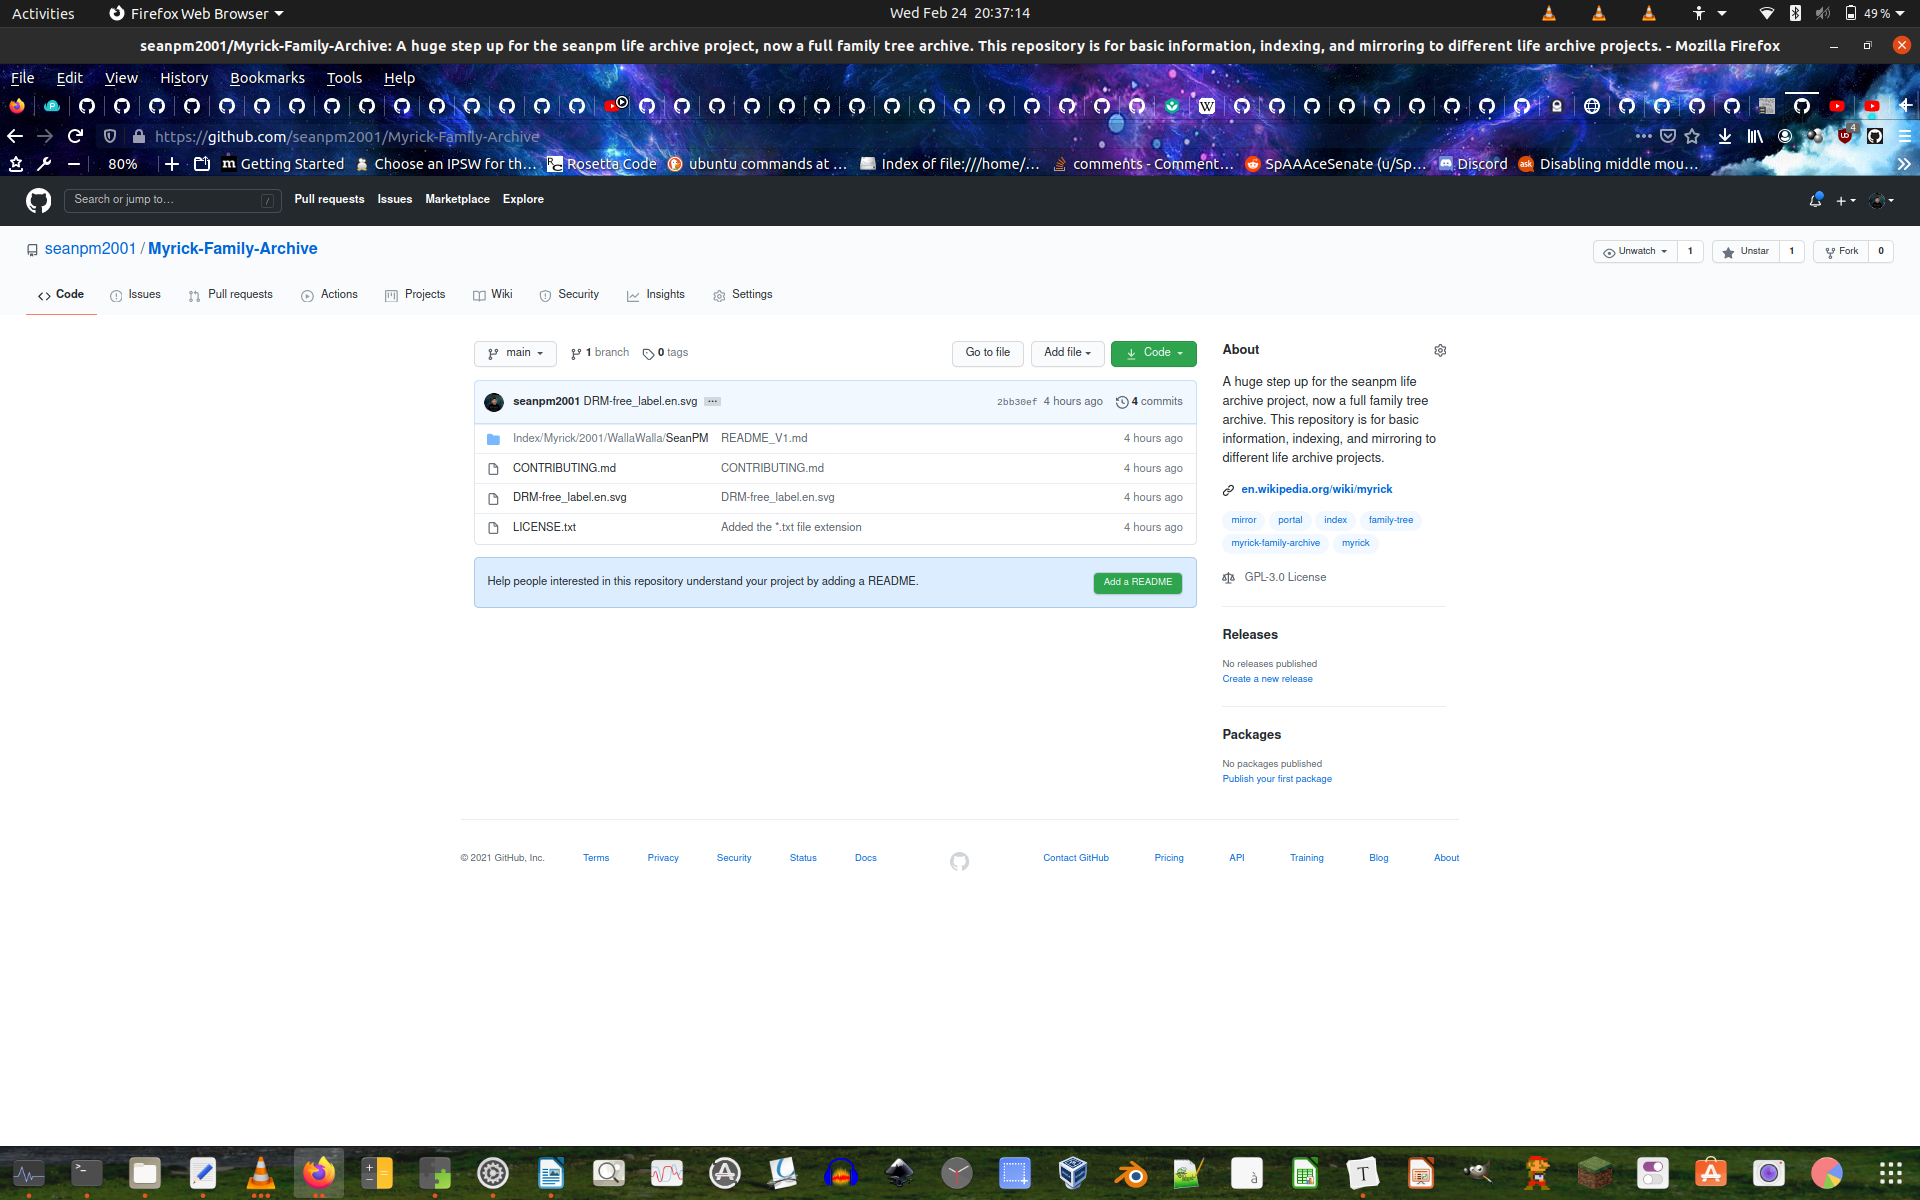 Activities Firefox Web Browser Wed Feb 24 20:37:14 49 %
seanpm2001/Myrick-Family-Archive: A huge step up for the seanpm life archive project, now a full family tree archive. This repository is for basic information, indexing, and mirroring to different life archive projects. - Mozilla Firefox
File Edit View History Bookmarks Tools Help
https://github.com/seanpm2001/Myrick-Family-Archive
80% Getting Started Choose an IPSW for th… Rosetta Code ubuntu commands at … Index of file:///home/… comments - Comment… SpAAAceSenate (u/Sp… Discord Disabling middle mou…
Search or jump to… / Pull requests Issues Marketplace Explore
seanpm2001 / Myrick-Family-Archive Unwatch 1 Unstar 1 Fork 0
Code Issues Pull requests Actions Projects Wiki Security Insights Settings
main 1 branch 0 tags Go to file Add file Code
seanpm2001 DRM-free_label.en.svg 2bb30ef 4 hours ago 4 commits
Index/Myrick/2001/WallaWalla/SeanPM README_V1.md 4 hours ago
CONTRIBUTING.md CONTRIBUTING.md 4 hours ago
DRM-free_label.en.svg DRM-free_label.en.svg 4 hours ago
LICENSE.txt Added the *.txt file extension 4 hours ago
Help people interested in this repository understand your project by adding a README. Add a README
About
A huge step up for the seanpm life
archive project, now a full family tree
archive. This repository is for basic
information, indexing, and mirroring to
different life archive projects.
en.wikipedia.org/wiki/myrick
mirror portal index family-tree
myrick-family-archive myrick
GPL-3.0 License
Releases
No releases published
Create a new release
Packages
No packages published
Publish your first package
© 2021 GitHub, Inc. Terms Privacy Security Status Docs Contact GitHub Pricing API Training Blog About